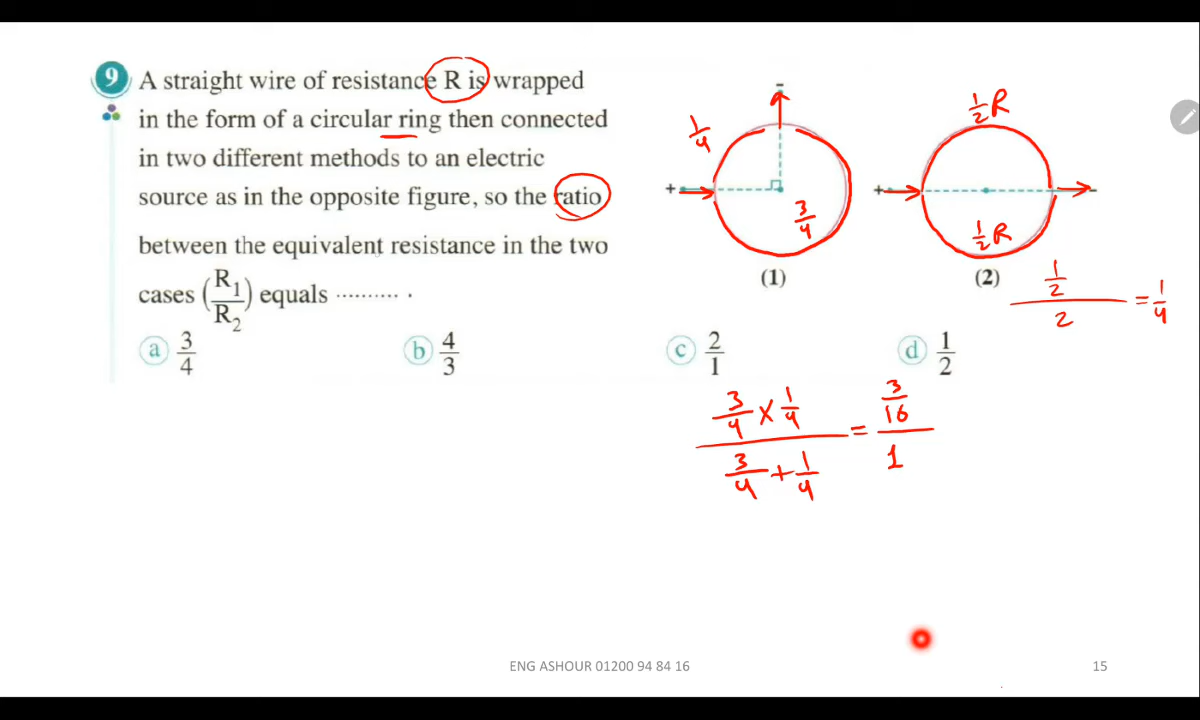 9 A straight wire of resistance R is wrapped
in the form of a circular ring then connected
in two different methods to an electric
source as in the opposite figure, so the ratio
between the equivalent resistance in the two
cases (R1/R2) equals .......... .
a 3/4 b 4/3 c 2/1 d 1/2
1/4
+ -
3/4
(1)
1/2 R
+ -
1/2 R
(2)
1/2 / 2 = 1/4
3/4 × 1/4 / 3/4 + 1/4 = 3/16 / 1
ENG ASHOUR 01200 94 84 16
15